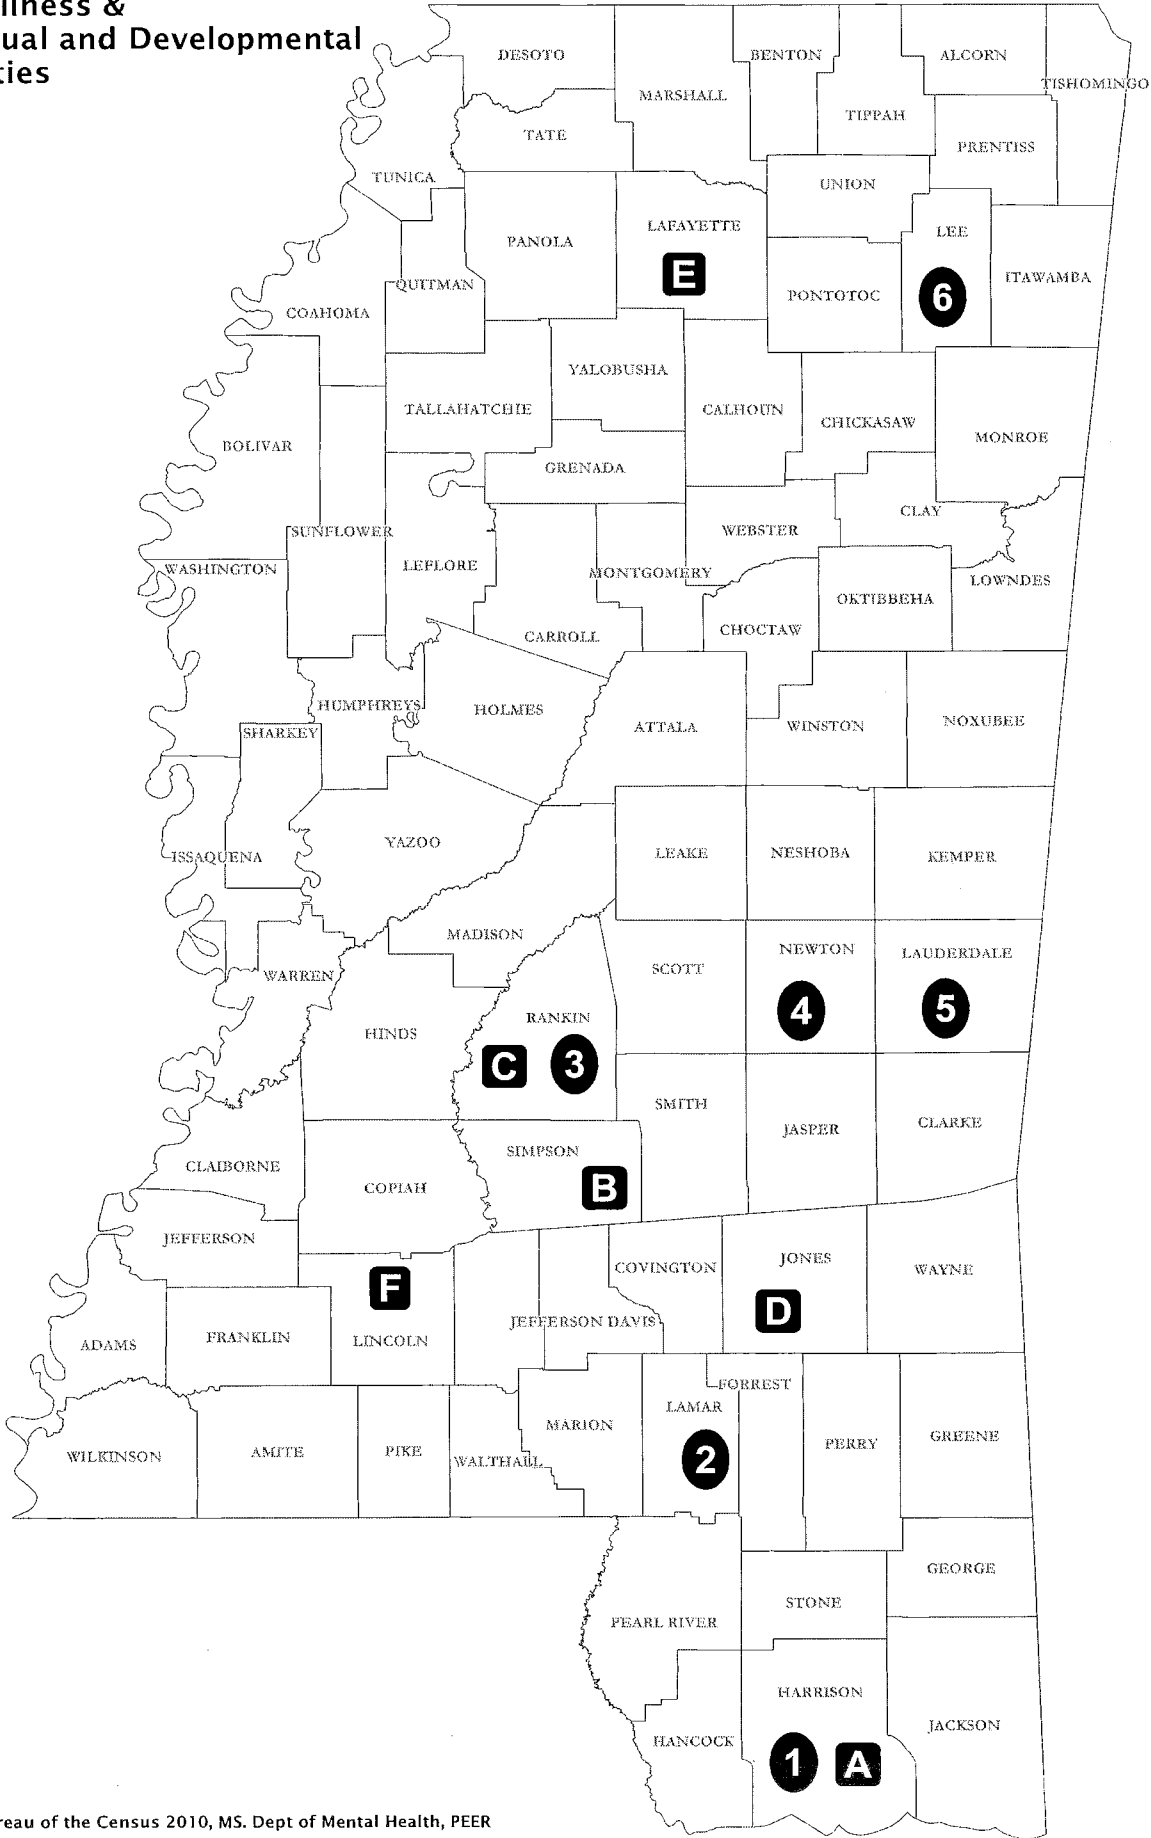 llness &
ual and Developmental
ties
DESOTO
BENTON
ALCORN
TISHOMINGO
MARSHALL
TIPPAH
TATE
PRENTISS
TUNICA
UNION
LAFAYETTE
LEE
PANOLA
E
ITAWAMBA
QUITMAN
PONTOTOC
6
COAHOMA
YALOBUSHA
TALLAHATCHIE
CALHOUN
CHICKASAW
MONROE
BOLIVAR
GRENADA
CLAY
SUNFLOWER
WEBSTER
WASHINGTON
LEFLORE
MONTGOMERY
LOWNDES
OKTIBBEHA
CARROLL
CHOCTAW
HUMPHREYS
HOLMES
NOXUBEE
SHARKEY
ATTALA
WINSTON
YAZOO
ISSAQUENA
LEAKE
NESHOBA
KEMPER
MADISON
NEWTON
LAUDERDALE
WARREN
SCOTT
4
5
HINDS
RANKIN
C
3
SMITH
JASPER
CLARKE
SIMPSON
CLAIBORNE
COPIAH
B
JEFFERSON
COVINGTON
JONES
WAYNE
F
D
JEFFERSON DAVIS
ADAMS
FRANKLIN
LINCOLN
FORREST
LAMAR
MARION
WILKINSON
AMITE
PIKE
WALTHALL
2
PERRY
GREENE
GEORGE
STONE
PEARL RIVER
HARRISON
HANCOCK
JACKSON
1
A
reau of the Census 2010, MS. Dept of Mental Health, PEER